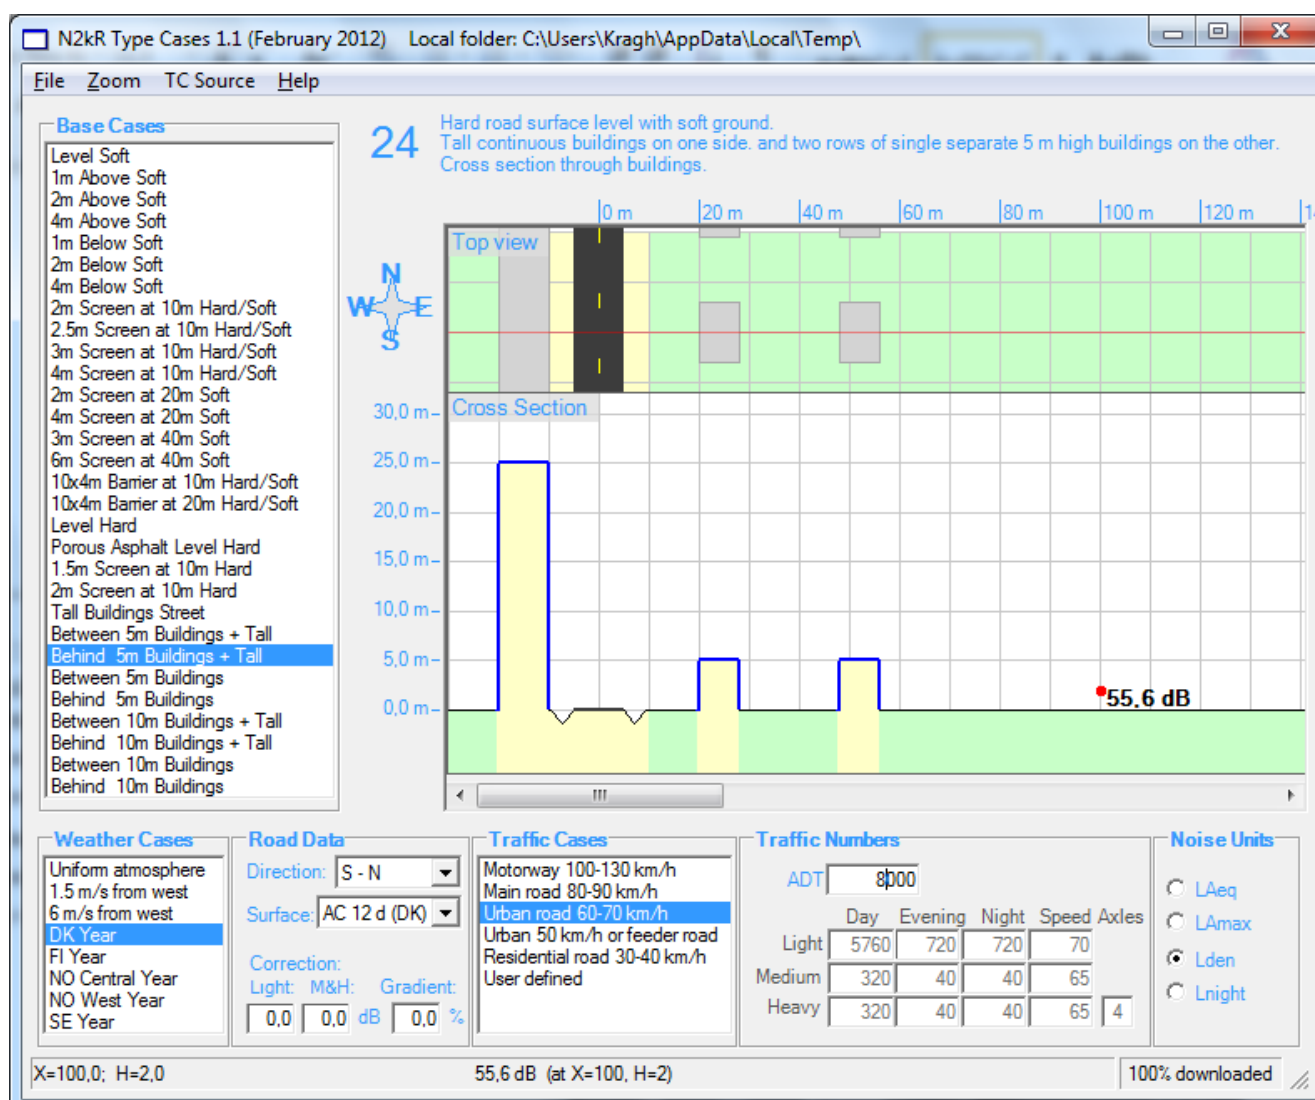 N2kR Type Cases 1.1 (February 2012) Local folder: C:\Users\Kragh\AppData\Local\Temp\
File Zoom TC Source Help
Base Cases
Level Soft
1m Above Soft
2m Above Soft
4m Above Soft
1m Below Soft
2m Below Soft
4m Below Soft
2m Screen at 10m Hard/Soft
2.5m Screen at 10m Hard/Soft
3m Screen at 10m Hard/Soft
4m Screen at 10m Hard/Soft
2m Screen at 20m Soft
4m Screen at 20m Soft
3m Screen at 40m Soft
6m Screen at 40m Soft
10x4m Barrier at 10m Hard/Soft
10x4m Barrier at 20m Hard/Soft
Level Hard
Porous Asphalt Level Hard
1.5m Screen at 10m Hard
2m Screen at 10m Hard
Tall Buildings Street
Between 5m Buildings + Tall
Behind 5m Buildings + Tall
Between 5m Buildings
Behind 5m Buildings
Between 10m Buildings + Tall
Behind 10m Buildings + Tall
Between 10m Buildings
Behind 10m Buildings
24
Hard road surface level with soft ground.
Tall continuous buildings on one side. and two rows of single separate 5 m high buildings on the other.
Cross section through buildings.
0 m 20 m 40 m 60 m 80 m 100 m 120 m
Top view
N
W E
S
Cross Section
30,0 m
25,0 m
20,0 m
15,0 m
10,0 m
5,0 m
0,0 m
55,6 dB
Weather Cases
Uniform atmosphere
1.5 m/s from west
6 m/s from west
DK Year
FI Year
NO Central Year
NO West Year
SE Year
Road Data
Direction: S - N
Surface: AC 12 d (DK)
Correction:
Light: M&H: Gradient:
0,0 0,0 dB 0,0 %
Traffic Cases
Motorway 100-130 km/h
Main road 80-90 km/h
Urban road 60-70 km/h
Urban 50 km/h or feeder road
Residential road 30-40 km/h
User defined
Traffic Numbers
ADT 8000
Day Evening Night Speed Axles
Light 5760 720 720 70
Medium 320 40 40 65
Heavy 320 40 40 65 4
Noise Units
LAeq
LAmax
Lden
Lnight
X=100,0; H=2,0 55,6 dB (at X=100, H=2) 100% downloaded